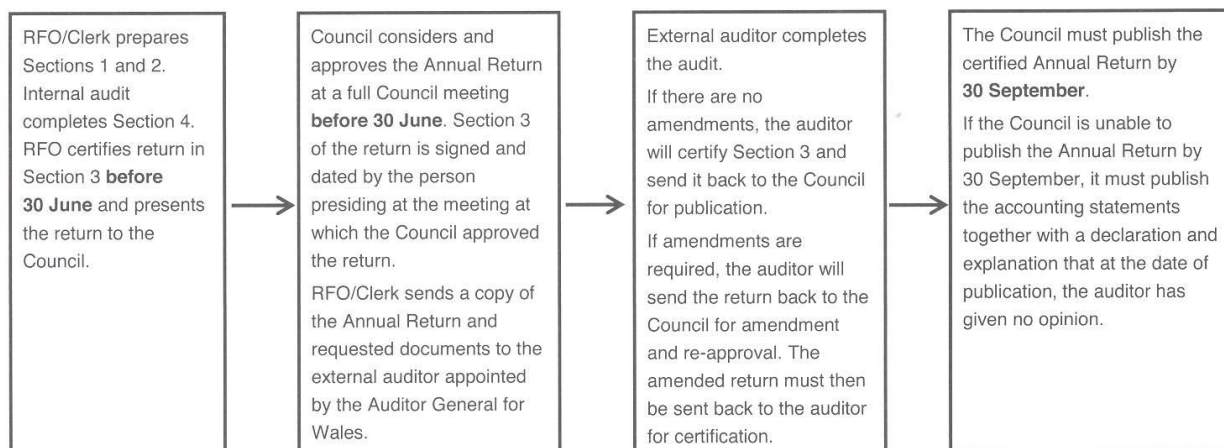 RFO/Clerk prepares
Sections 1 and 2.
Internal audit
completes Section 4.
RFO certifies return in
Section 3 before
30 June and presents
the return to the
Council.
Council considers and
approves the Annual Return
at a full Council meeting
before 30 June. Section 3
of the return is signed and
dated by the person
presiding at the meeting at
which the Council approved
the return.
RFO/Clerk sends a copy of
the Annual Return and
requested documents to the
external auditor appointed
by the Auditor General for
Wales.
External auditor completes
the audit.
If there are no
amendments, the auditor
will certify Section 3 and
send it back to the Council
for publication.
If amendments are
required, the auditor will
send the return back to the
Council for amendment
and re-approval. The
amended return must then
be sent back to the auditor
for certification.
The Council must publish the
certified Annual Return by
30 September.
If the Council is unable to
publish the Annual Return by
30 September, it must publish
the accounting statements
together with a declaration and
explanation that at the date of
publication, the auditor has
given no opinion.